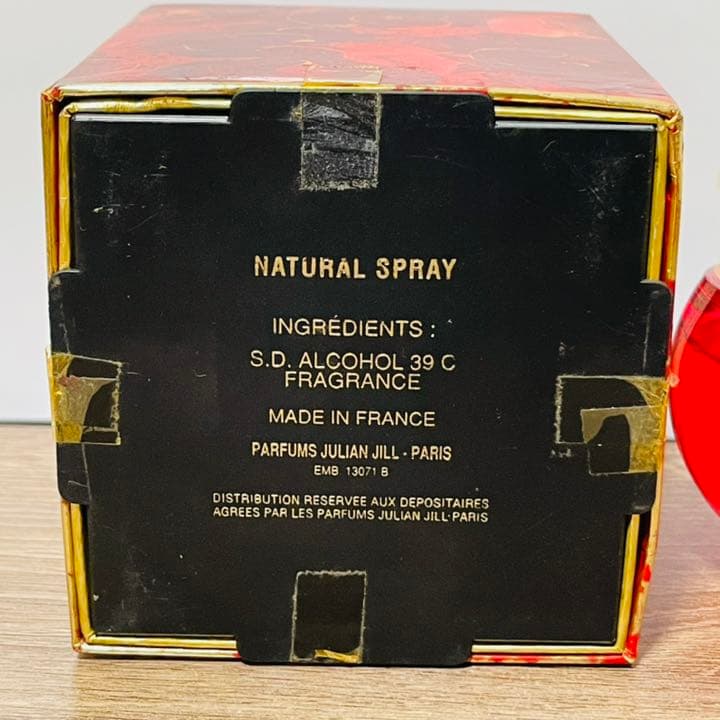 NATURAL SPRAY
INGRÉDIENTS :
S.D. ALCOHOL 39 C
FRAGRANCE
MADE IN FRANCE
PARFUMS JULIAN JILL · PARIS
EMB 13071 B
DISTRIBUTION RESERVEE AUX DEPOSITAIRES
AGREES PAR LES PARFUMS JULIAN JILL·PARIS